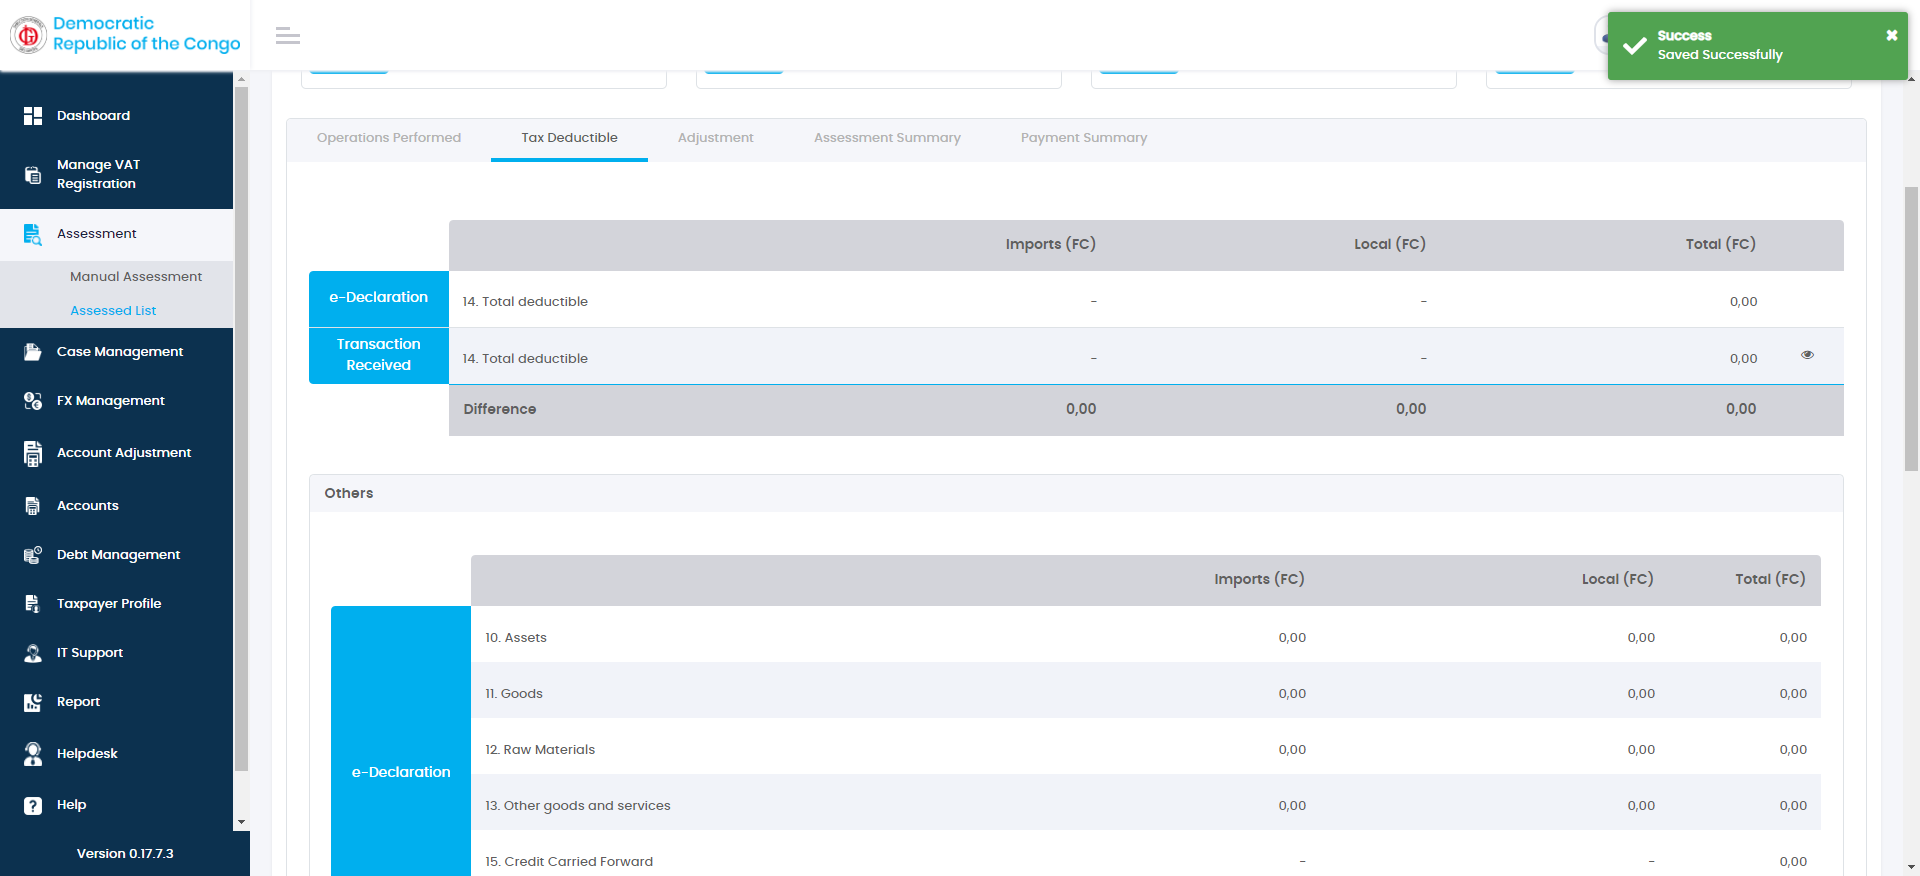 Democratic
Republic of the Congo
Success
Saved Successfully
Dashboard
Manage VAT
Registration
Assessment
Manual Assessment
Assessed List
Case Management
FX Management
Account Adjustment
Accounts
Debt Management
Taxpayer Profile
IT Support
Report
Helpdesk
Help
Version 0.17.7.3
Operations Performed
Tax Deductible
Adjustment
Assessment Summary
Payment Summary
Imports (FC) Local (FC) Total (FC)
e-Declaration 14. Total deductible - - 0,00
Transaction
Received
14. Total deductible - - 0,00
Difference 0,00 0,00 0,00
Others
Imports (FC) Local (FC) Total (FC)
e-Declaration
10. Assets 0,00 0,00 0,00
11. Goods 0,00 0,00 0,00
12. Raw Materials 0,00 0,00 0,00
13. Other goods and services 0,00 0,00 0,00
15. Credit Carried Forward - - 0,00